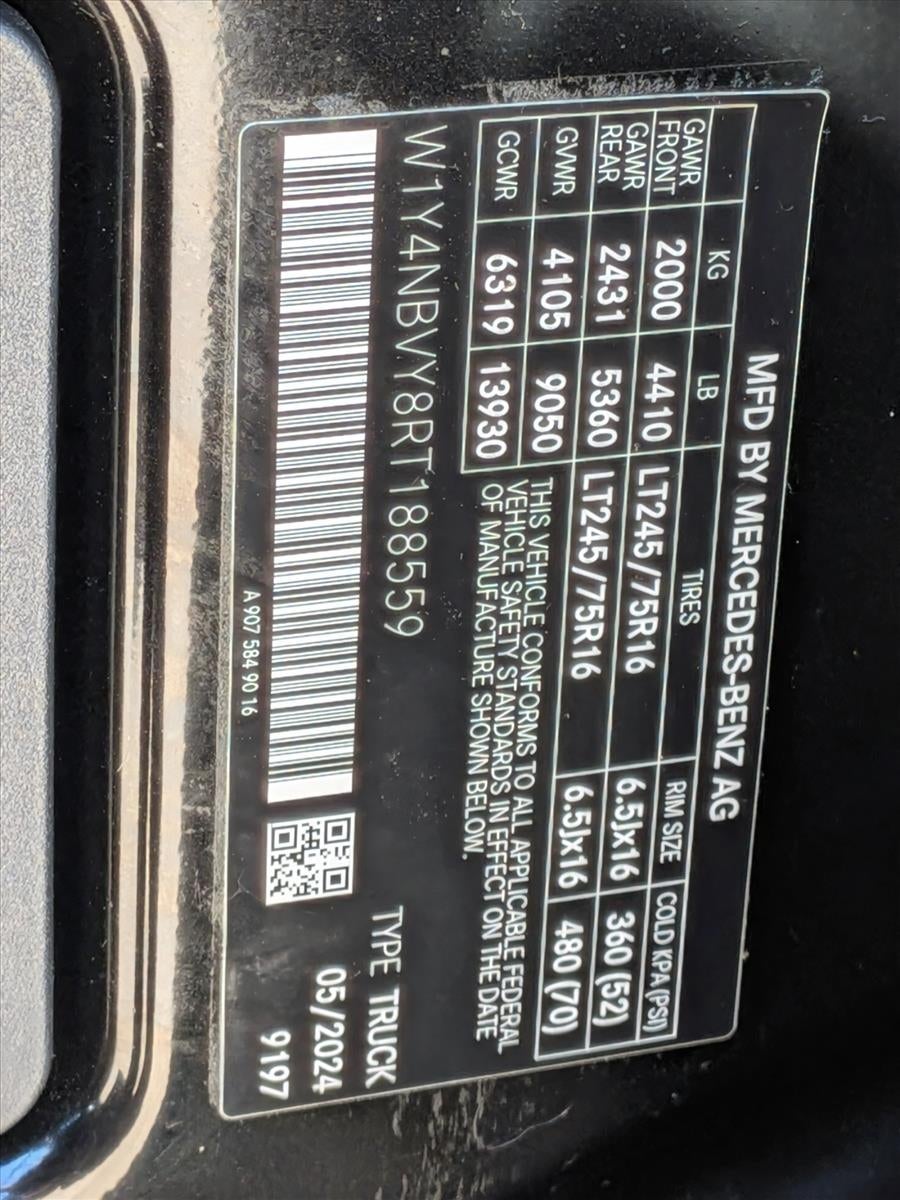 MFD BY MERCEDES-BENZ AG
KG LB TIRES RIM SIZE COLD KPA (PSI)
GAWR FRONT 2000 4410 LT245/75R16 6.5Jx16 360 (52)
GAWR REAR 2431 5360 LT245/75R16 6.5Jx16 480 (70)
GVWR 4105 9050
GCWR 6319 13930
THIS VEHICLE CONFORMS TO ALL APPLICABLE FEDERAL
VEHICLE SAFETY STANDARDS IN EFFECT ON THE DATE
OF MANUFACTURE SHOWN BELOW.
W1Y4NBVY8RT188559
TYPE TRUCK
05/2024
9197
A 907 584 90 16